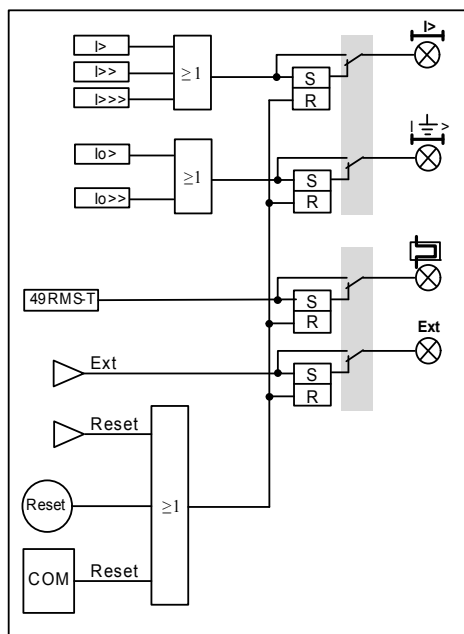 I>
I>>
I>>>
≥1
S
R
I>
Io>
Io>>
≥1
S
R
I >
49RMS-T
S
R
Ext
Ext
S
R
Reset
Reset
≥1
COM
Reset